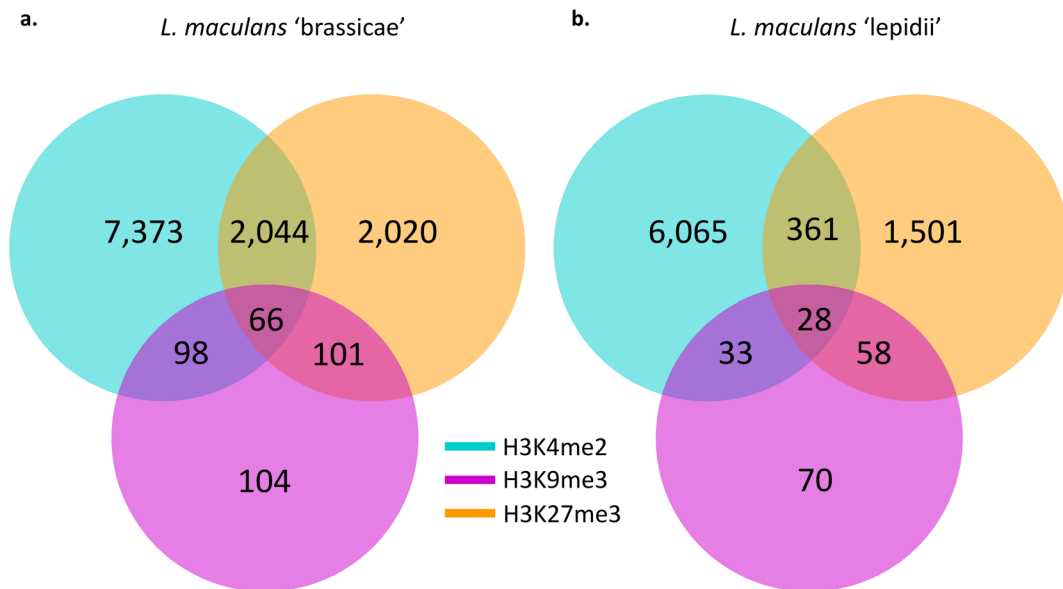 a.
L. maculans ‘brassicae’
7,373
2,044
2,020
66
98
101
104
b.
L. maculans ‘lepidii’
6,065
361
1,501
28
33
58
70
H3K4me2
H3K9me3
H3K27me3